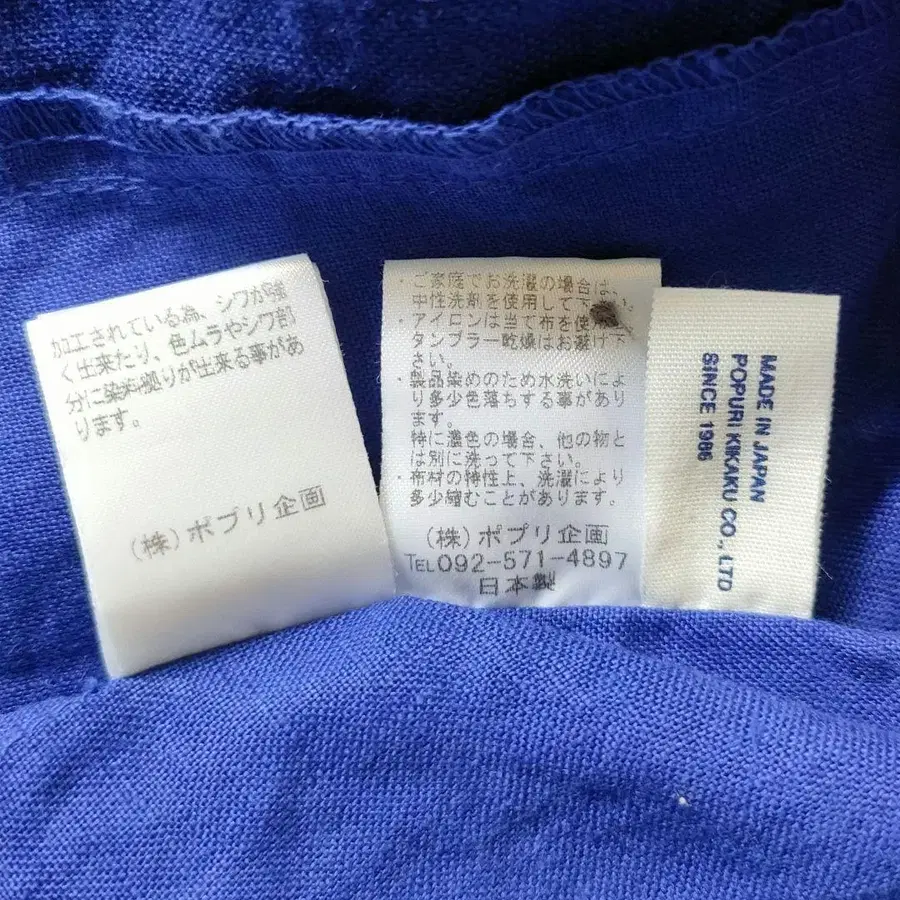 加工されている為、シワが強
く出来たり、色ムラやシワ部
分に染料溜りが出来る事があ
ります。
(株)ポプリ企画
・ご家庭でお洗濯の場合は、
中性洗剤を使用して下さい。
・アイロンは当て布を使用
タンブラー乾燥はお避け下
さい。
・製品染めのため水洗いによ
り多少色落ちする事があり
ます。
特に濃色の場合、他の物と
は別に洗って下さい。
・布材の特性上、洗濯により
多少縮むことがあります。
(株)ポプリ企画
TEL092-571-4897
日本製
MADE IN JAPAN
POPURI KIKAKU CO., LTD
SINCE 1986